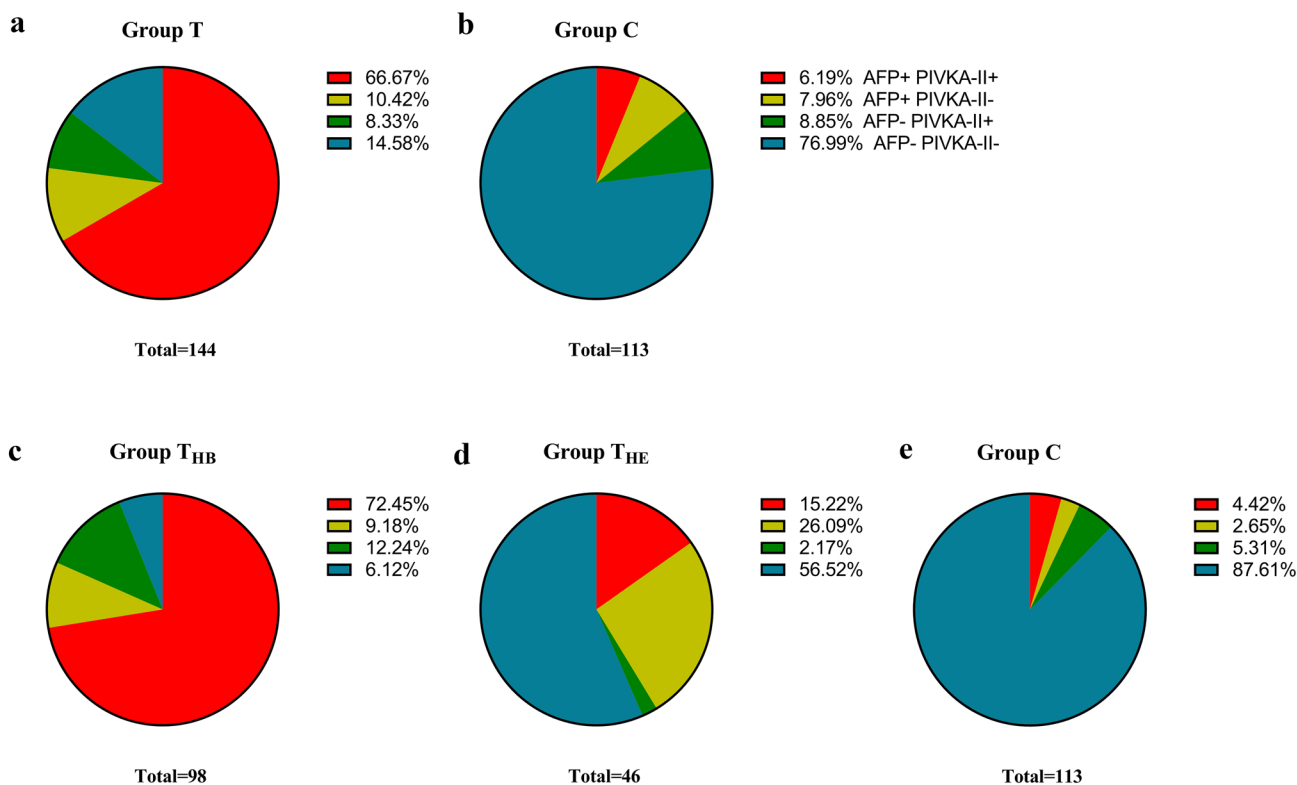 a
Group T
66.67%
10.42%
8.33%
14.58%
Total=144
b
Group C
6.19% AFP+ PIVKA-II+
7.96% AFP+ PIVKA-II-
8.85% AFP- PIVKA-II+
76.99% AFP- PIVKA-II-
Total=113
c
Group THB
72.45%
9.18%
12.24%
6.12%
Total=98
d
Group THE
15.22%
26.09%
2.17%
56.52%
Total=46
e
Group C
4.42%
2.65%
5.31%
87.61%
Total=113